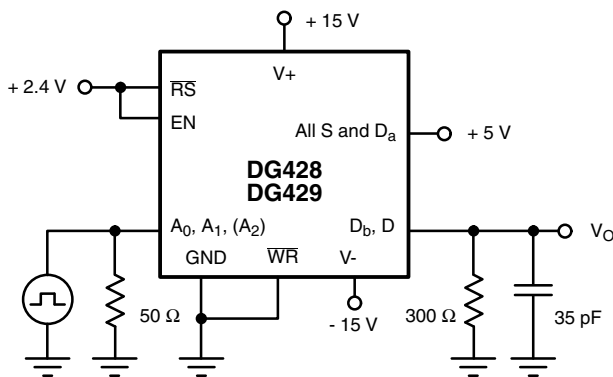 + 15 V
V+
+ 2.4 V
RS
EN
All S and Da
+ 5 V
DG428
DG429
A0, A1, (A2)
Db, D
VO
GND
WR
V-
50 Ω
- 15 V
300 Ω
35 pF